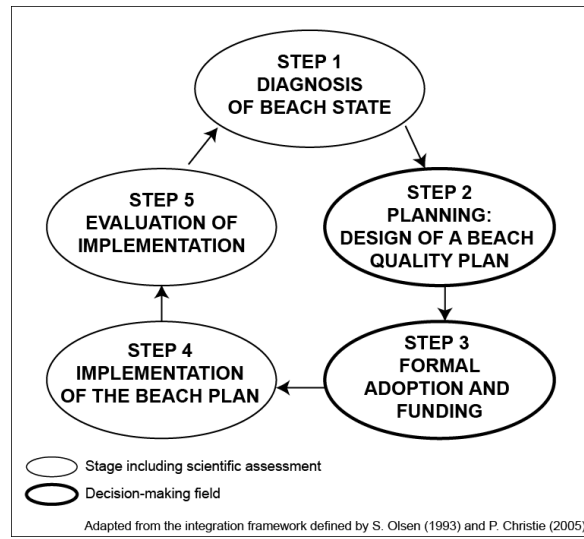 STEP 1
DIAGNOSIS
OF BEACH STATE
STEP 2
PLANNING:
DESIGN OF A BEACH
QUALITY PLAN
STEP 3
FORMAL
ADOPTION AND
FUNDING
STEP 4
IMPLEMENTATION
OF THE BEACH PLAN
STEP 5
EVALUATION OF
IMPLEMENTATION
Stage including scientific assessment
Decision-making field
Adapted from the integration framework defined by S. Olsen (1993) and P. Christie (2005)